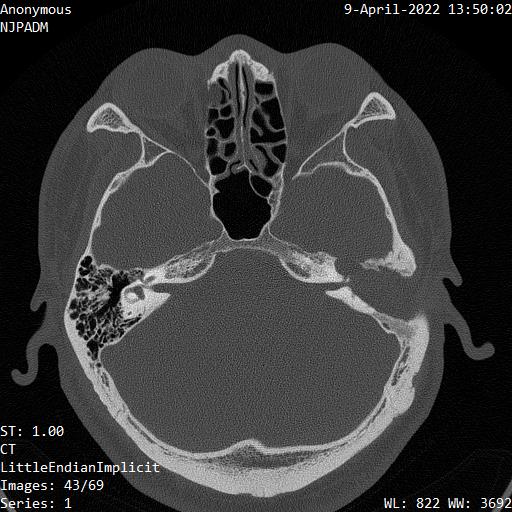 Anonymous
NJPADM
9-April-2022 13:50:02
ST: 1.00
CT
LittleEndianImplicit
Images: 43/69
Series: 1
WL: 822 WW: 3692